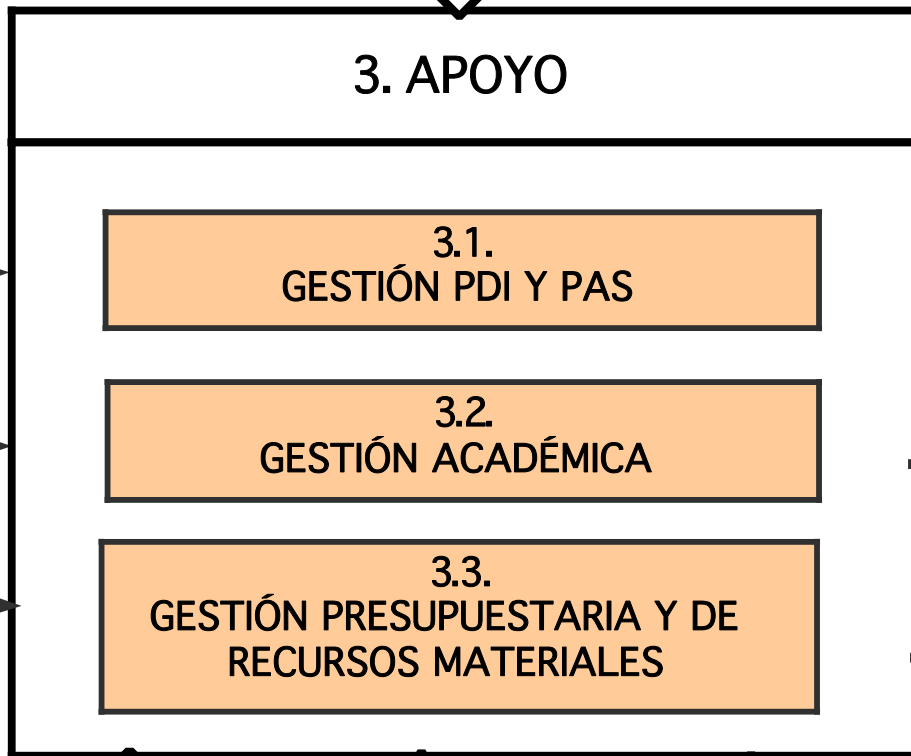 3. APOYO
3.1.
GESTIÓN PDI Y PAS
3.2.
GESTIÓN ACADÉMICA
3.3.
GESTIÓN PRESUPUESTARIA Y DE
RECURSOS MATERIALES